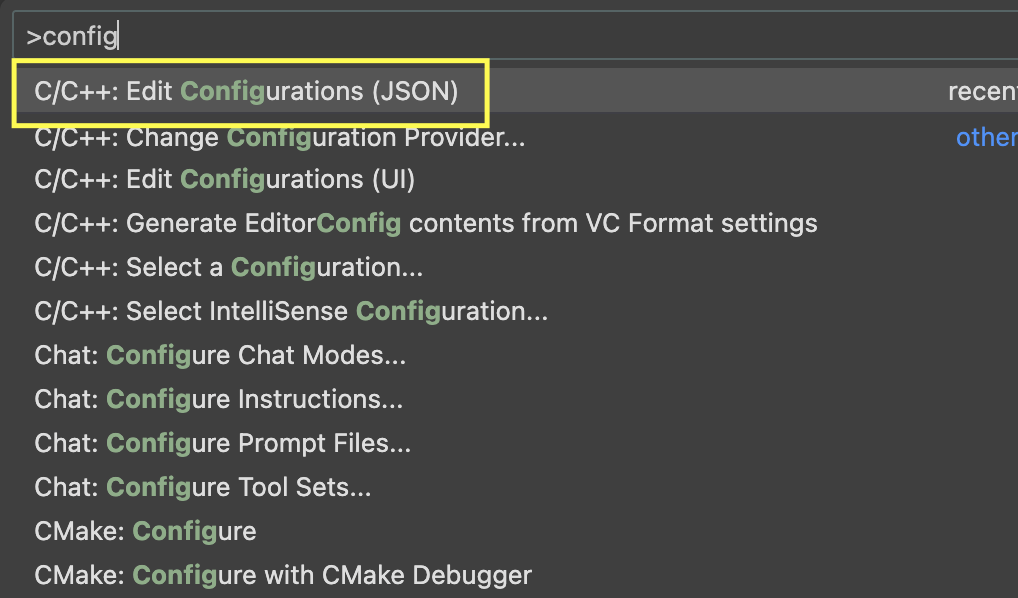 >config
C/C++: Edit Configurations (JSON) recent
C/C++: Change Configuration Provider... other
C/C++: Edit Configurations (UI)
C/C++: Generate EditorConfig contents from VC Format settings
C/C++: Select a Configuration...
C/C++: Select IntelliSense Configuration...
Chat: Configure Chat Modes...
Chat: Configure Instructions...
Chat: Configure Prompt Files...
Chat: Configure Tool Sets...
CMake: Configure
CMake: Configure with CMake Debugger